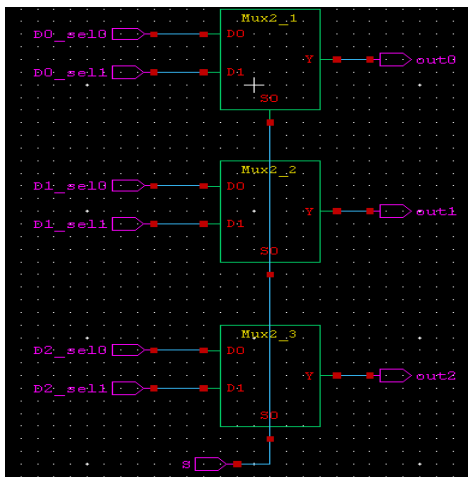 Mux2_1
D0_sel0 D0
D0_sel1 D1
Y out0
S0
Mux2_2
D1_sel0 D0
D1_sel1 D1
Y out1
S0
Mux2_3
D2_sel0 D0
D2_sel1 D1
Y out2
S0
s